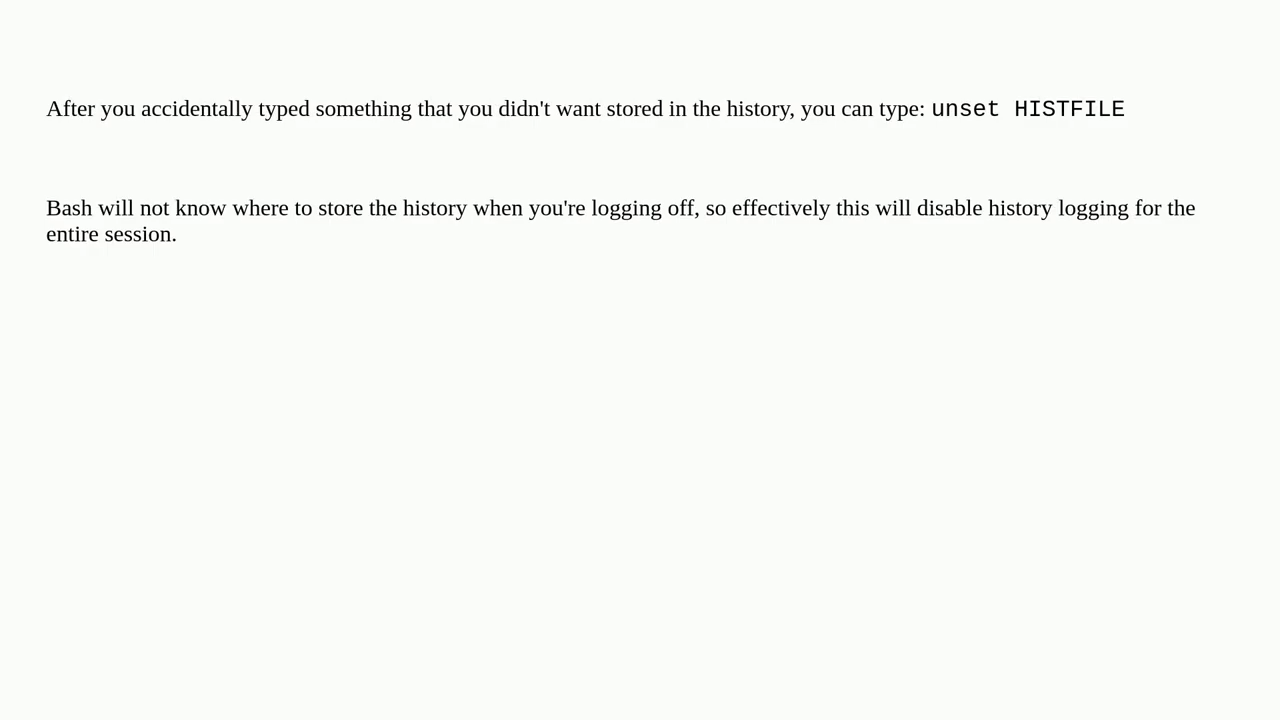 After you accidentally typed something that you didn't want stored in the history, you can type: unset HISTFILE
Bash will not know where to store the history when you're logging off, so effectively this will disable history logging for the
entire session.